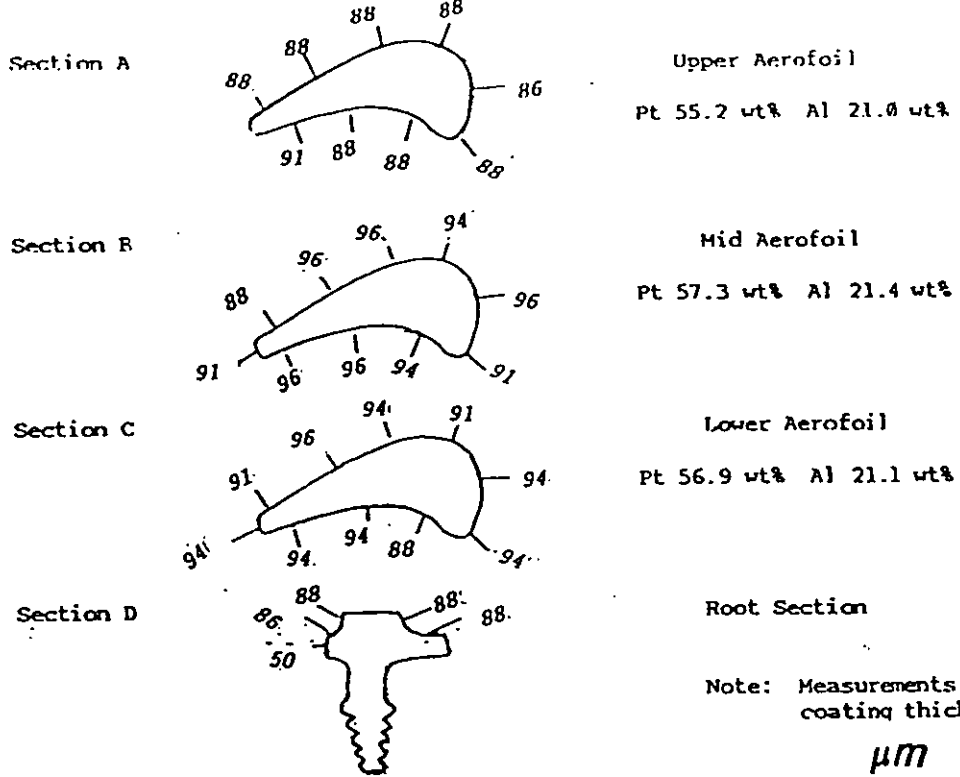 88
88
88
Section A
Upper Aerofoil
88
86
Pt 55.2 wt% Al 21.0 wt%
91
88
88
88
Section B
94
96
96
Mid Aerofoil
88
96
Pt 57.3 wt% Al 21.4 wt%
91
96
96
94
91
Section C
94
91
96
Lower Aerofoil
91
94
Pt 56.9 wt% Al 21.1 wt%
94
94
94
88
94
Section D
88
88
88
Root Section
86
50
Note: Measurements
coating
μm